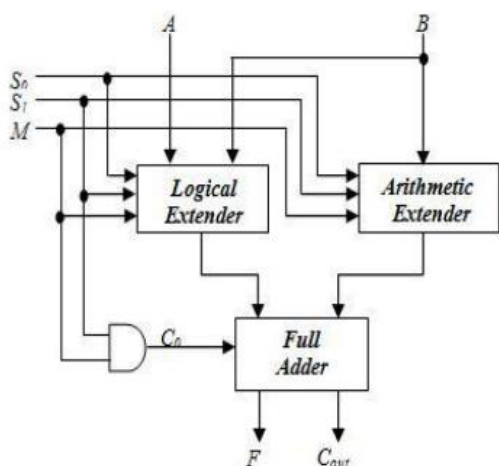 A B
S₀
S₁
M
Logical Extender
Arithmetic Extender
C₀
Full Adder
F Cout